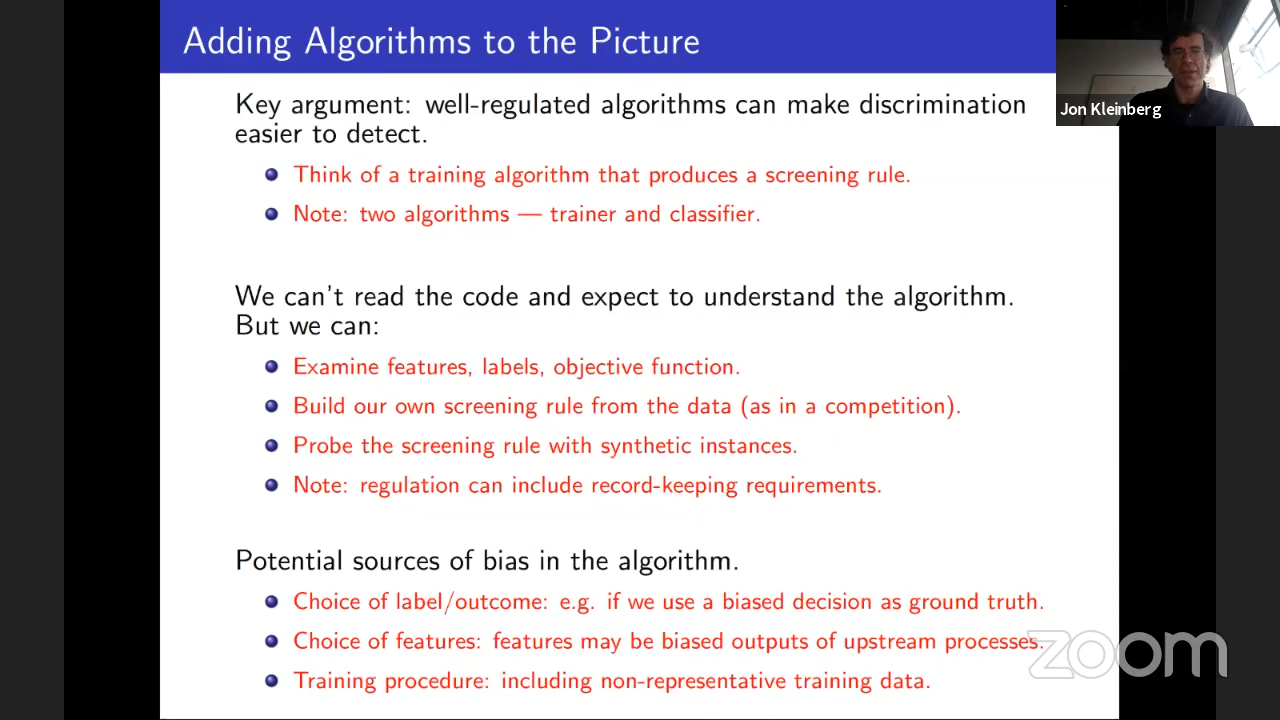 Adding Algorithms to the Picture
Jon Kleinberg
Key argument: well-regulated algorithms can make discrimination
easier to detect.
Think of a training algorithm that produces a screening rule.
Note: two algorithms — trainer and classifier.
We can't read the code and expect to understand the algorithm.
But we can:
Examine features, labels, objective function.
Build our own screening rule from the data (as in a competition).
Probe the screening rule with synthetic instances.
Note: regulation can include record-keeping requirements.
Potential sources of bias in the algorithm.
Choice of label/outcome: e.g. if we use a biased decision as ground truth.
Choice of features: features may be biased outputs of upstream processes.
Training procedure: including non-representative training data.
zoom